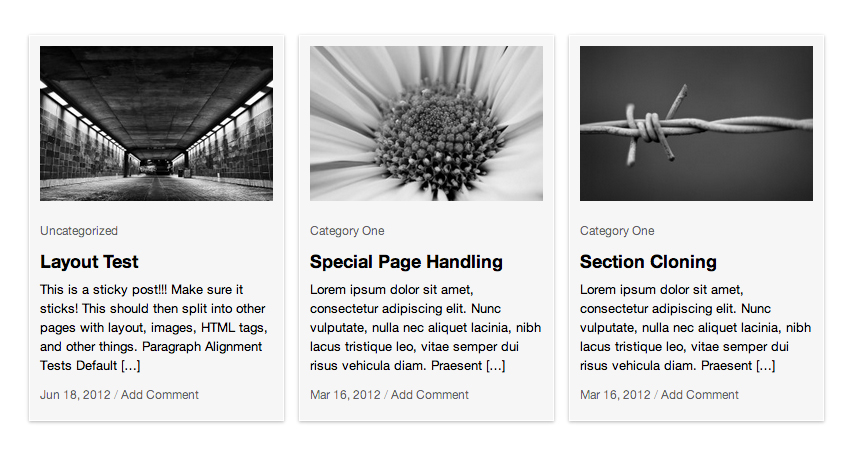 Uncategorized
Layout Test
This is a sticky post!!! Make sure it
sticks! This should then split into other
pages with layout, images, HTML tags,
and other things. Paragraph Alignment
Tests Default [...]
Jun 18, 2012 / Add Comment
Category One
Special Page Handling
Lorem ipsum dolor sit amet,
consectetur adipiscing elit. Nunc
vulputate, nulla nec aliquet lacinia, nibh
lacus tristique leo, vitae semper dui
risus vehicula diam. Praesent [...]
Mar 16, 2012 / Add Comment
Category One
Section Cloning
Lorem ipsum dolor sit amet,
consectetur adipiscing elit. Nunc
vulputate, nulla nec aliquet lacinia, nibh
lacus tristique leo, vitae semper dui
risus vehicula diam. Praesent [...]
Mar 16, 2012 / Add Comment